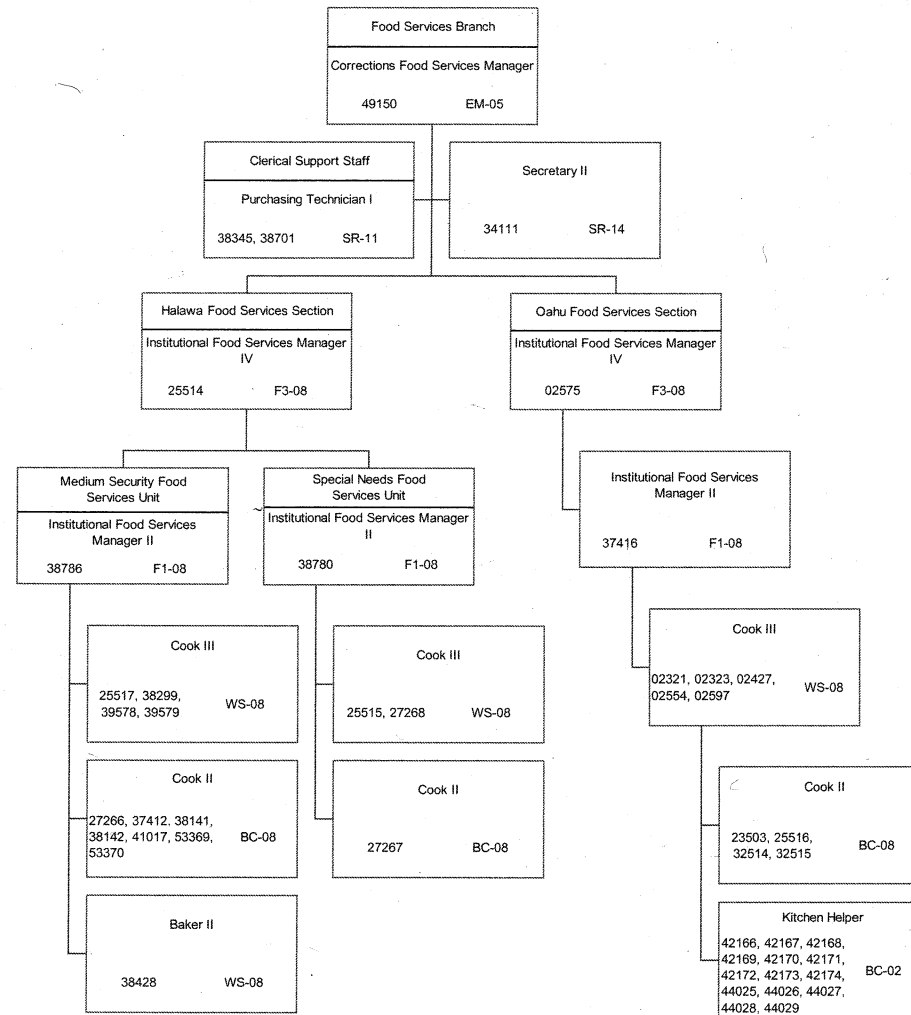 Food Services Branch
Corrections Food Services Manager
49150 EM-05
Clerical Support Staff
Purchasing Technician I
38345, 38701 SR-11
Secretary II
34111 SR-14
Halawa Food Services Section
Institutional Food Services Manager
IV
25514 F3-08
Oahu Food Services Section
Institutional Food Services Manager
IV
02575 F3-08
Medium Security Food
Services Unit
Institutional Food Services
Manager II
38786 F1-08
Special Needs Food
Services Unit
Institutional Food Services Manager
II
38780 F1-08
Institutional Food Services
Manager II
37416 F1-08
Cook III
25517, 38299,
39578, 39579 WS-08
Cook II
27266, 37412. 38141,
38142, 41017, 53369, BC-08
53370
Baker II
38428 WS-08
Cook III
25515, 27268 WS-08
Cook II
27267 BC-08
Cook III
02321, 02323, 02427, WS-08
02554, 02597
Cook II
23503, 25516, BC-08
32514, 32515
Kitchen Helper
42166, 42167, 42168,
42169, 42170, 42171, BC-02
42172, 42173, 42174,
44025, 44026, 44027,
44028, 44029